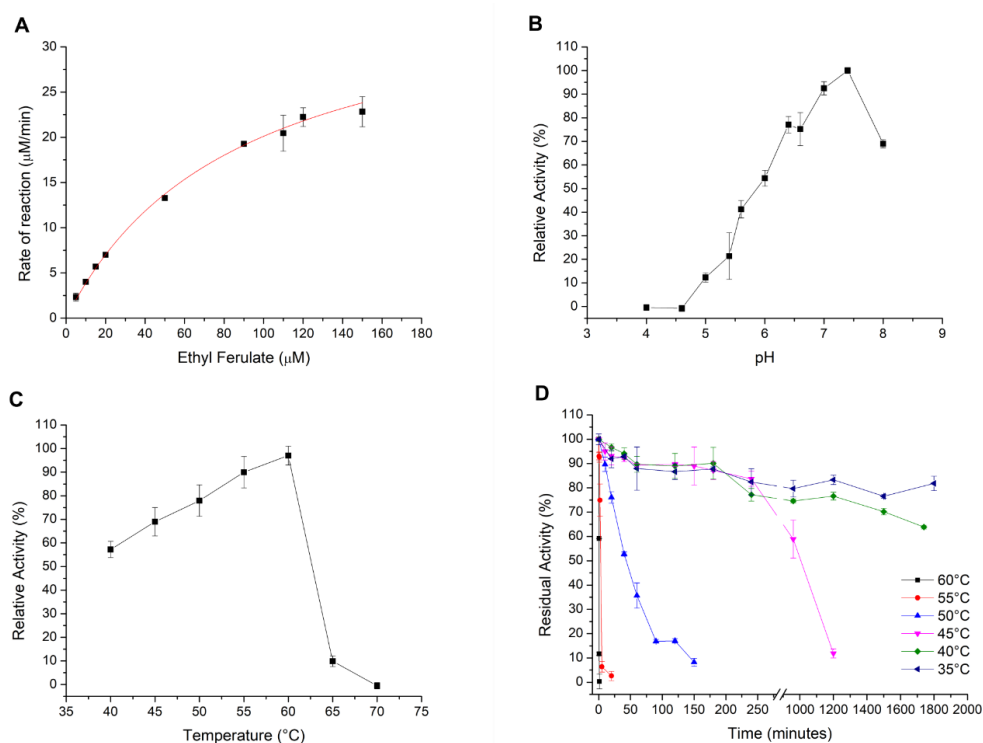 A
30
25
20
15
10
5
0
0 20 40 60 80 100 120 140 160 180
Rate of reaction (μM/min)
Ethyl Ferulate (μM)
B
110
100
90
80
70
60
50
40
30
20
10
0
3 4 5 6 7 8 9
Relative Activity (%)
pH
C
110
100
90
80
70
60
50
40
30
20
10
0
35 40 45 50 55 60 65 70 75
Relative Activity (%)
Temperature (°C)
D
110
100
90
80
70
60
50
40
30
20
10
0
0 50 100 150 200 250 1000 1200 1400 1600 1800 2000
Residual Activity (%)
Time (minutes)
60°C
55°C
50°C
45°C
40°C
35°C